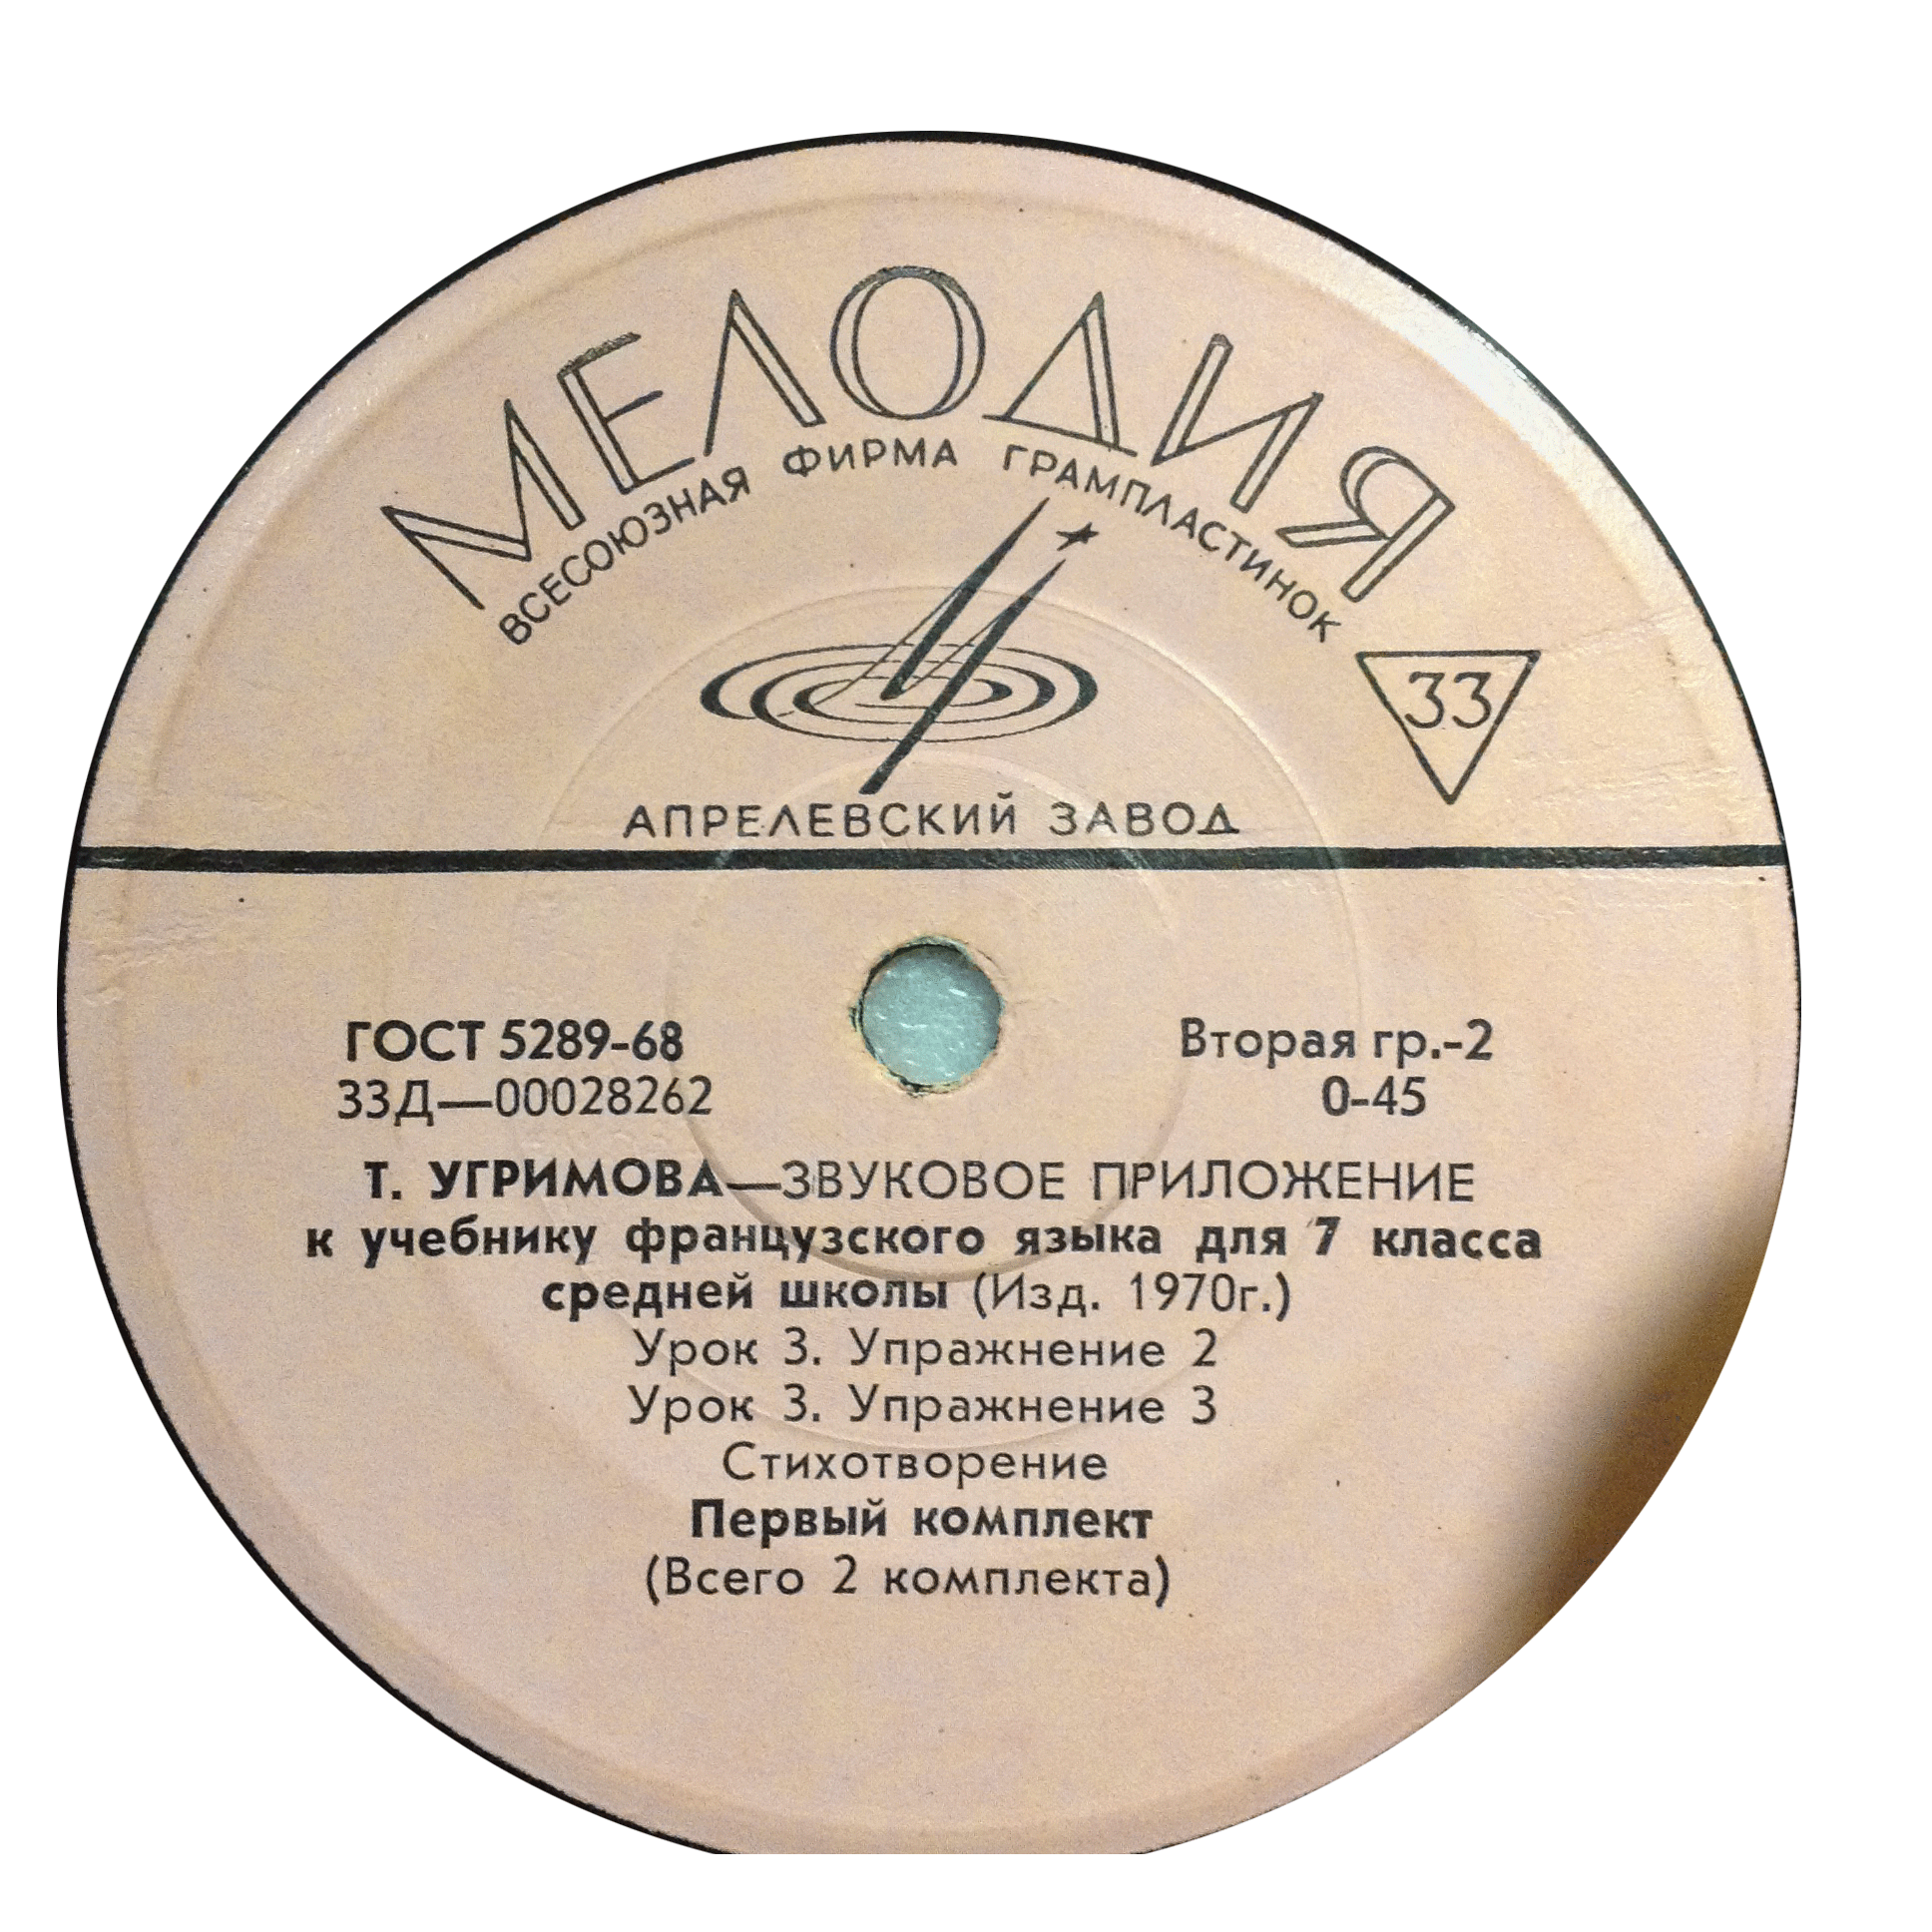 МЕЛОДИЯ
ВСЕСОЮЗНАЯ ФИРМА ГРАМПЛАСТИНОК
33
АПРЕЛЕВСКИЙ ЗАВОД
ГОСТ 5289-68
Вторая гр.-2
33Д—00028262
0-45
Т. УГРИМОВА—ЗВУКОВОЕ ПРИЛОЖЕНИЕ
к учебнику французского языка для 7 класса
средней школы (Изд. 1970г.)
Урок 3. Упражнение 2
Урок 3. Упражнение 3
Стихотворение
Первый комплект
(Всего 2 комплекта)